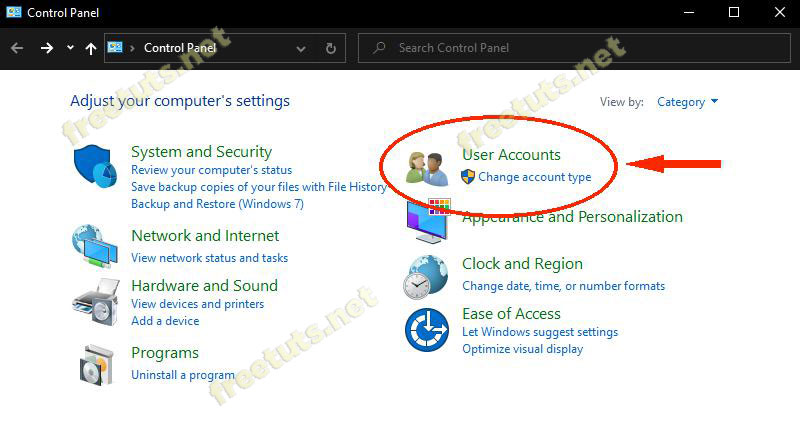 Control Panel
Control Panel
Search Control Panel
Adjust your computer's settings
View by:
Category
System and Security
Review your computer's status
Save backup copies of your files with File History
Backup and Restore (Windows 7)
Network and Internet
View network status and tasks
Hardware and Sound
View devices and printers
Add a device
Programs
Uninstall a program
User Accounts
Change account type
Appearance and Personalization
Clock and Region
Change date, time, or number formats
Ease of Access
Let Windows suggest settings
Optimize visual display
freetuts.net
freetuts.net
freetuts.net